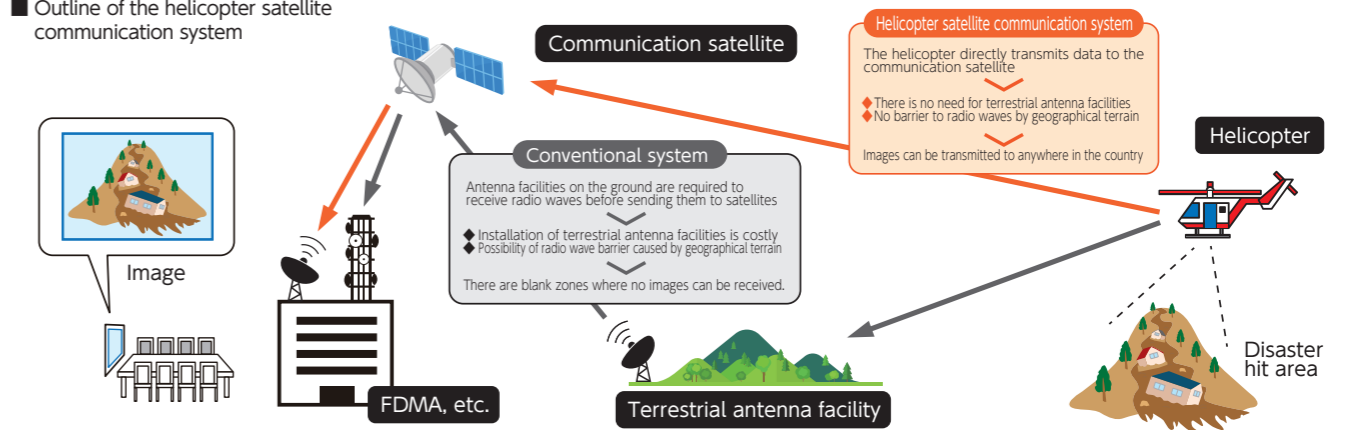 ■ Outline of the helicopter satellite
communication system
Communication satellite
Helicopter satellite communication system
The helicopter directly transmits data to the
communication satellite
◆There is no need for terrestrial antenna facilities
◆No barrier to radio waves by geographical terrain
Images can be transmitted to anywhere in the country
Helicopter
Conventional system
Antenna facilities on the ground are required to
receive radio waves before sending them to satellites
◆ Installation of terrestrial antenna facilities is costly
◆ Possibility of radio wave barrier caused by geographical terrain
There are blank zones where no images can be received.
Image
Disaster
hit area
FDMA, etc.
Terrestrial antenna facility